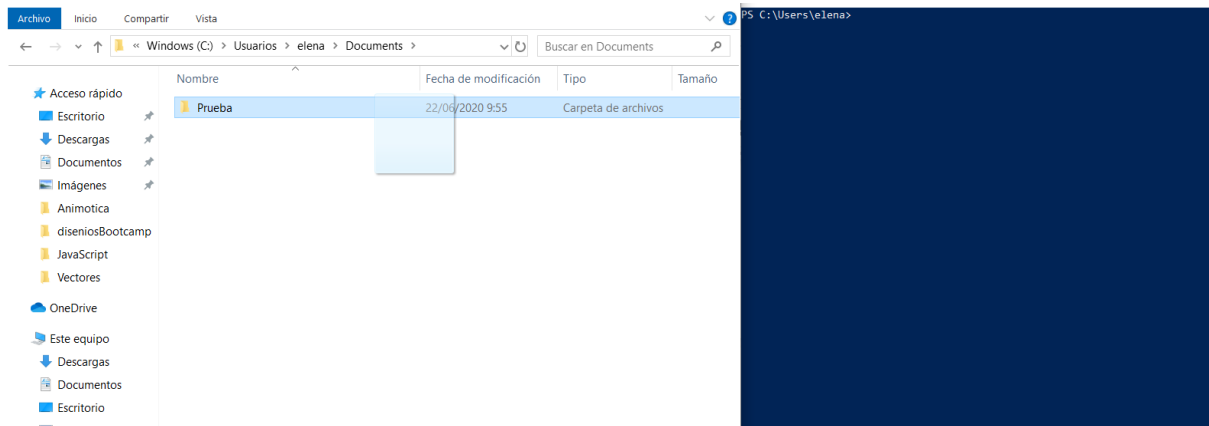 Archivo Inicio Compartir Vista
?
« Windows (C:) > Usuarios > elena > Documents >
Buscar en Documents
Nombre Fecha de modificación Tipo Tamaño
Prueba 22/06/2020 9:55 Carpeta de archivos
Acceso rápido
Escritorio
Descargas
Documentos
Imágenes
Animotica
diseniosBootcamp
JavaScript
Vectores
OneDrive
Este equipo
Descargas
Documentos
Escritorio
PS C:\Users\elena>